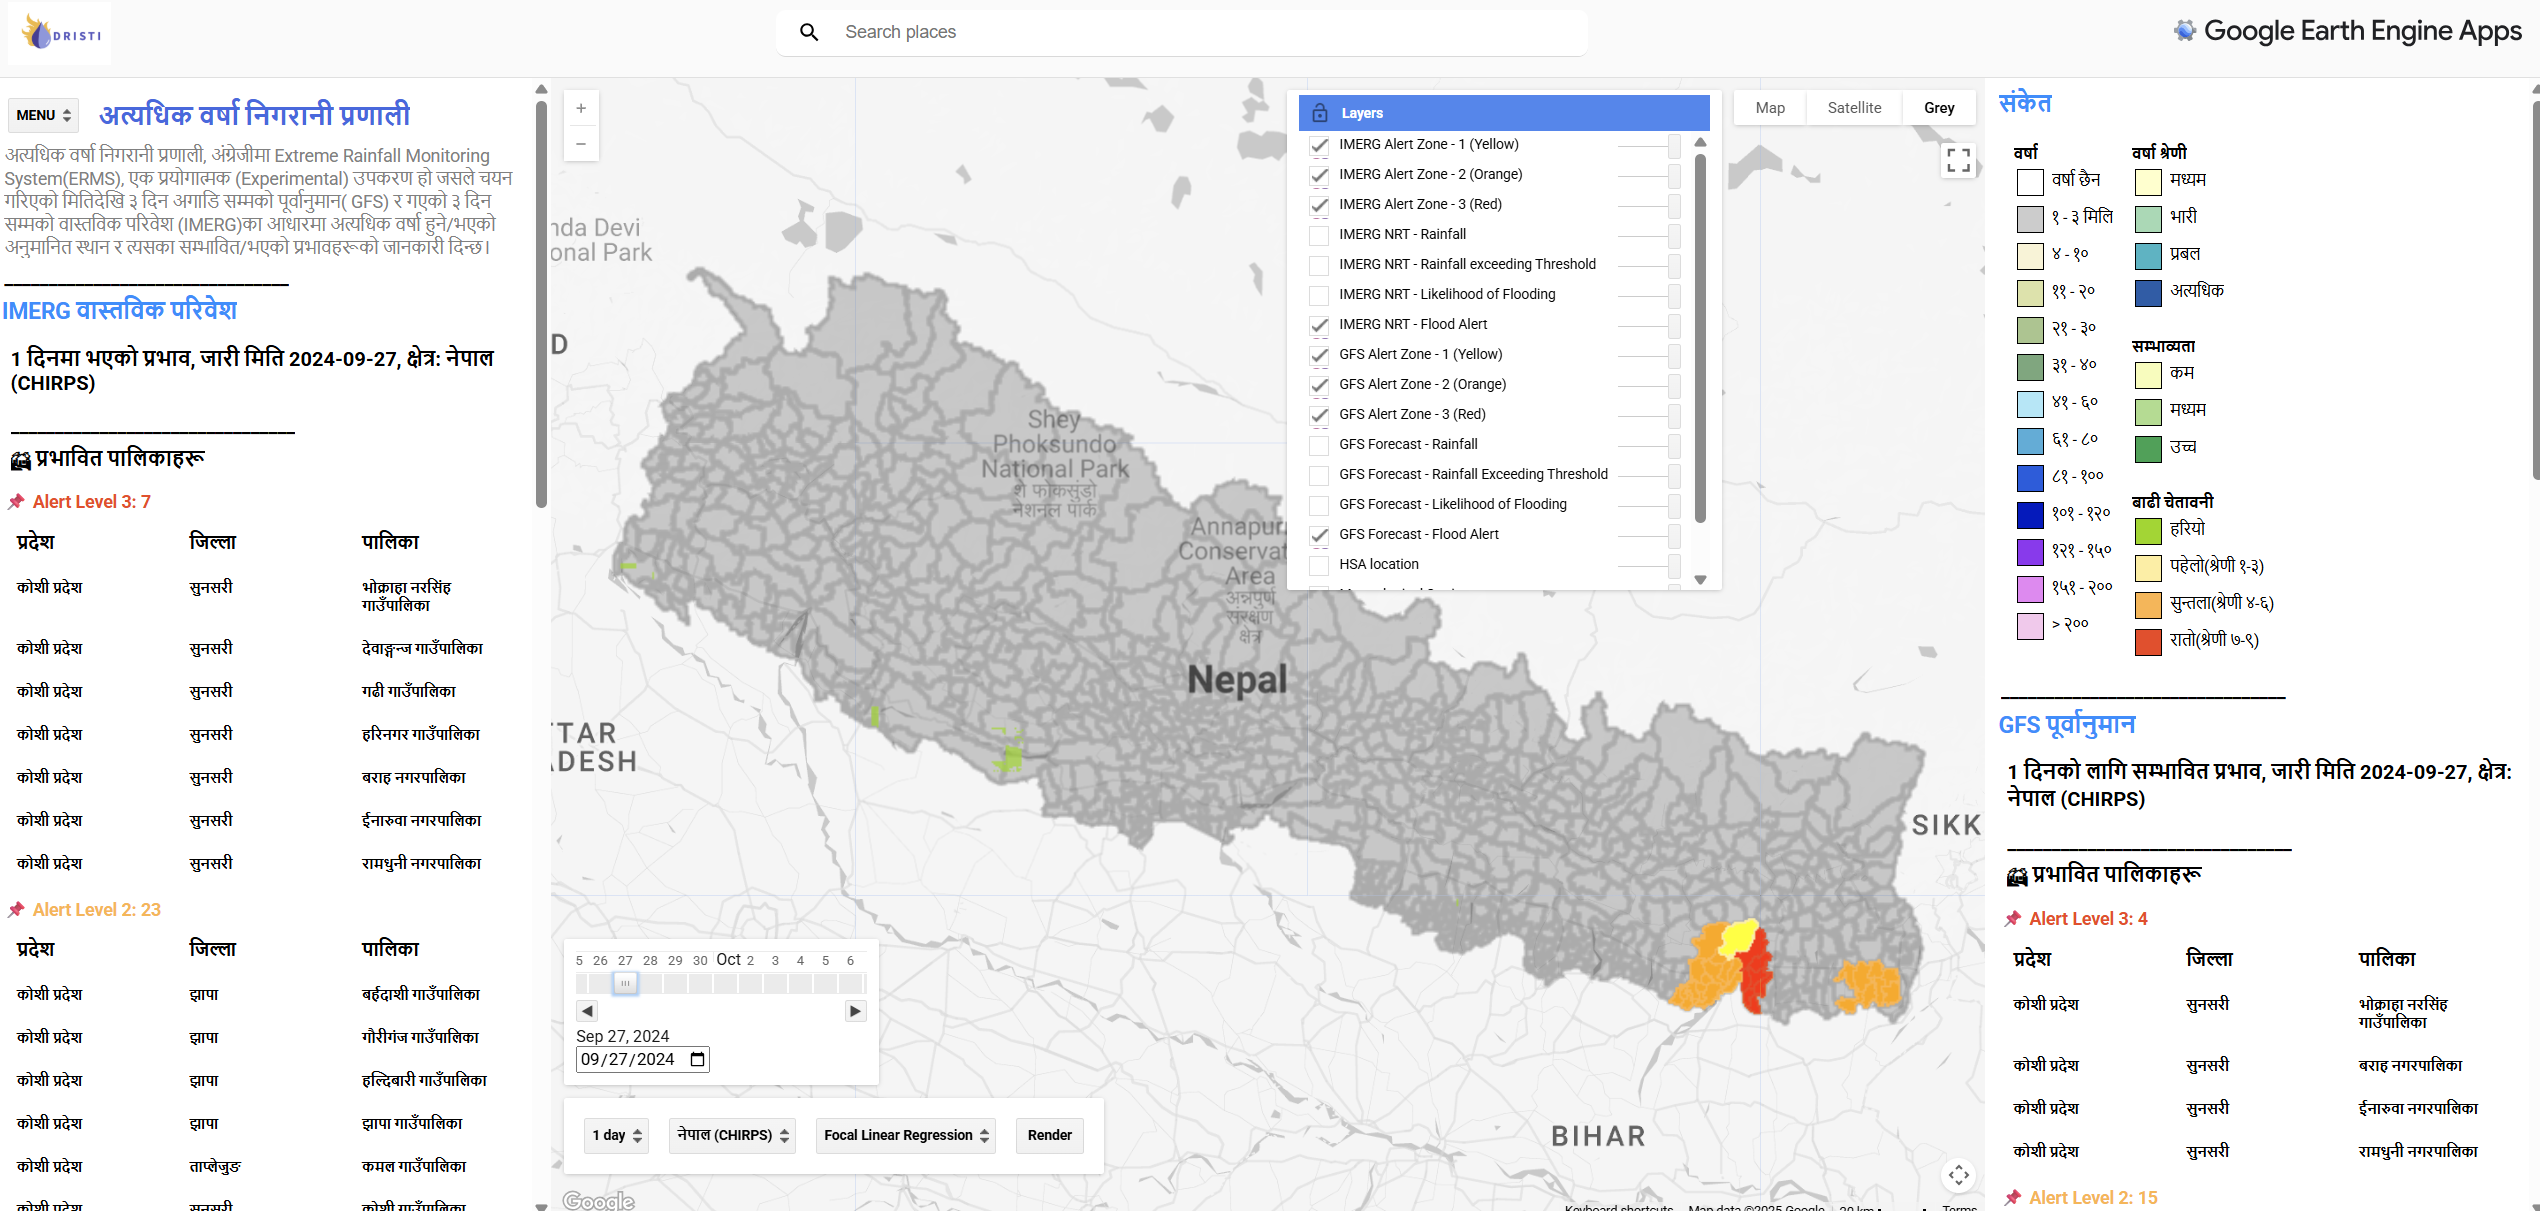 DRISTI
Search places
Google Earth Engine Apps
MENU
अत्यधिक वर्षा निगरानी प्रणाली
अत्यधिक वर्षा निगरानी प्रणाली, अंग्रेजीमा Extreme Rainfall Monitoring
System(ERMS), एक प्रयोगात्मक (Experimental) उपकरण हो जसले चयन
गरिएको मितिदेखि ३ दिन अगाडि सम्मको पूर्वानुमान( GFS) र गएको ३ दिन
सम्मको वास्तविक परिवेश (IMERG)का आधारमा अत्यधिक वर्षा हुने/भएको
अनुमानित स्थान र त्यसका सम्भावित/भएको प्रभावहरूको जानकारी दिन्छ।
IMERG वास्तविक परिवेश
1 दिनमा भएको प्रभाव, जारी मिति 2024-09-27, क्षेत्र: नेपाल
(CHIRPS)
प्रभावित पालिकाहरू
Alert Level 3: 7
प्रदेश जिल्ला पालिका
कोशी प्रदेश सुनसरी भोक्राहा नरसिंह
गाउँपालिका
कोशी प्रदेश सुनसरी देवाङ्गन्ज गाउँपालिका
कोशी प्रदेश सुनसरी गढी गाउँपालिका
कोशी प्रदेश सुनसरी हरिनगर गाउँपालिका
कोशी प्रदेश सुनसरी बराह नगरपालिका
कोशी प्रदेश सुनसरी ईनारुवा नगरपालिका
कोशी प्रदेश सुनसरी रामधुनी नगरपालिका
Alert Level 2: 23
प्रदेश जिल्ला पालिका
कोशी प्रदेश झापा बर्हदाशी गाउँपालिका
कोशी प्रदेश झापा गौरीगंज गाउँपालिका
कोशी प्रदेश झापा हल्दिबारी गाउँपालिका
कोशी प्रदेश झापा झापा गाउँपालिका
कोशी प्रदेश ताप्लेजुङ कमल गाउँपालिका
कोशी प्रदेश सुनसरी कोशी गाउँपालिका
+
−
nda Devi
onal Park
D
Shey
Phoksundo
National Park
शे फोकसुंडो
नेशनल पार्क
Annapur
Conservat
Area
अन्नपुर्ण
संरक्षण
क्षेत्र
Nepal
TTAR
ADESH
SIKK
BIHAR
Layers
IMERG Alert Zone - 1 (Yellow)
IMERG Alert Zone - 2 (Orange)
IMERG Alert Zone - 3 (Red)
IMERG NRT - Rainfall
IMERG NRT - Rainfall exceeding Threshold
IMERG NRT - Likelihood of Flooding
IMERG NRT - Flood Alert
GFS Alert Zone - 1 (Yellow)
GFS Alert Zone - 2 (Orange)
GFS Alert Zone - 3 (Red)
GFS Forecast - Rainfall
GFS Forecast - Rainfall Exceeding Threshold
GFS Forecast - Likelihood of Flooding
GFS Forecast - Flood Alert
HSA location
Map Satellite Grey
5 26 27 28 29 30 Oct 2 3 4 5 6
Sep 27, 2024
09/27/2024
1 day नेपाल (CHIRPS) Focal Linear Regression Render
Google
Keyboard shortcuts Map data ©2025 Google 20 km Terms
संकेत
वर्षा
वर्षा छैन
१ - ३ मिलि
४ - १०
११ - २०
२१ - ३०
३१ - ४०
४१ - ६०
६१ - ८०
८१ - १००
१०१ - १२०
१२१ - १५०
१५१ - २००
> २००
वर्षा श्रेणी
मध्यम
भारी
प्रबल
अत्यधिक
सम्भाव्यता
कम
मध्यम
उच्च
बाढी चेतावनी
हरियो
पहेलो(श्रेणी १-३)
सुन्तला(श्रेणी ४-६)
रातो(श्रेणी ७-९)
GFS पूर्वानुमान
1 दिनको लागि सम्भावित प्रभाव, जारी मिति 2024-09-27, क्षेत्र:
नेपाल (CHIRPS)
प्रभावित पालिकाहरू
Alert Level 3: 4
प्रदेश जिल्ला पालिका
कोशी प्रदेश सुनसरी भोक्राहा नरसिंह
गाउँपालिका
कोशी प्रदेश सुनसरी बराह नगरपालिका
कोशी प्रदेश सुनसरी ईनारुवा नगरपालिका
कोशी प्रदेश सुनसरी रामधुनी नगरपालिका
Alert Level 2: 15